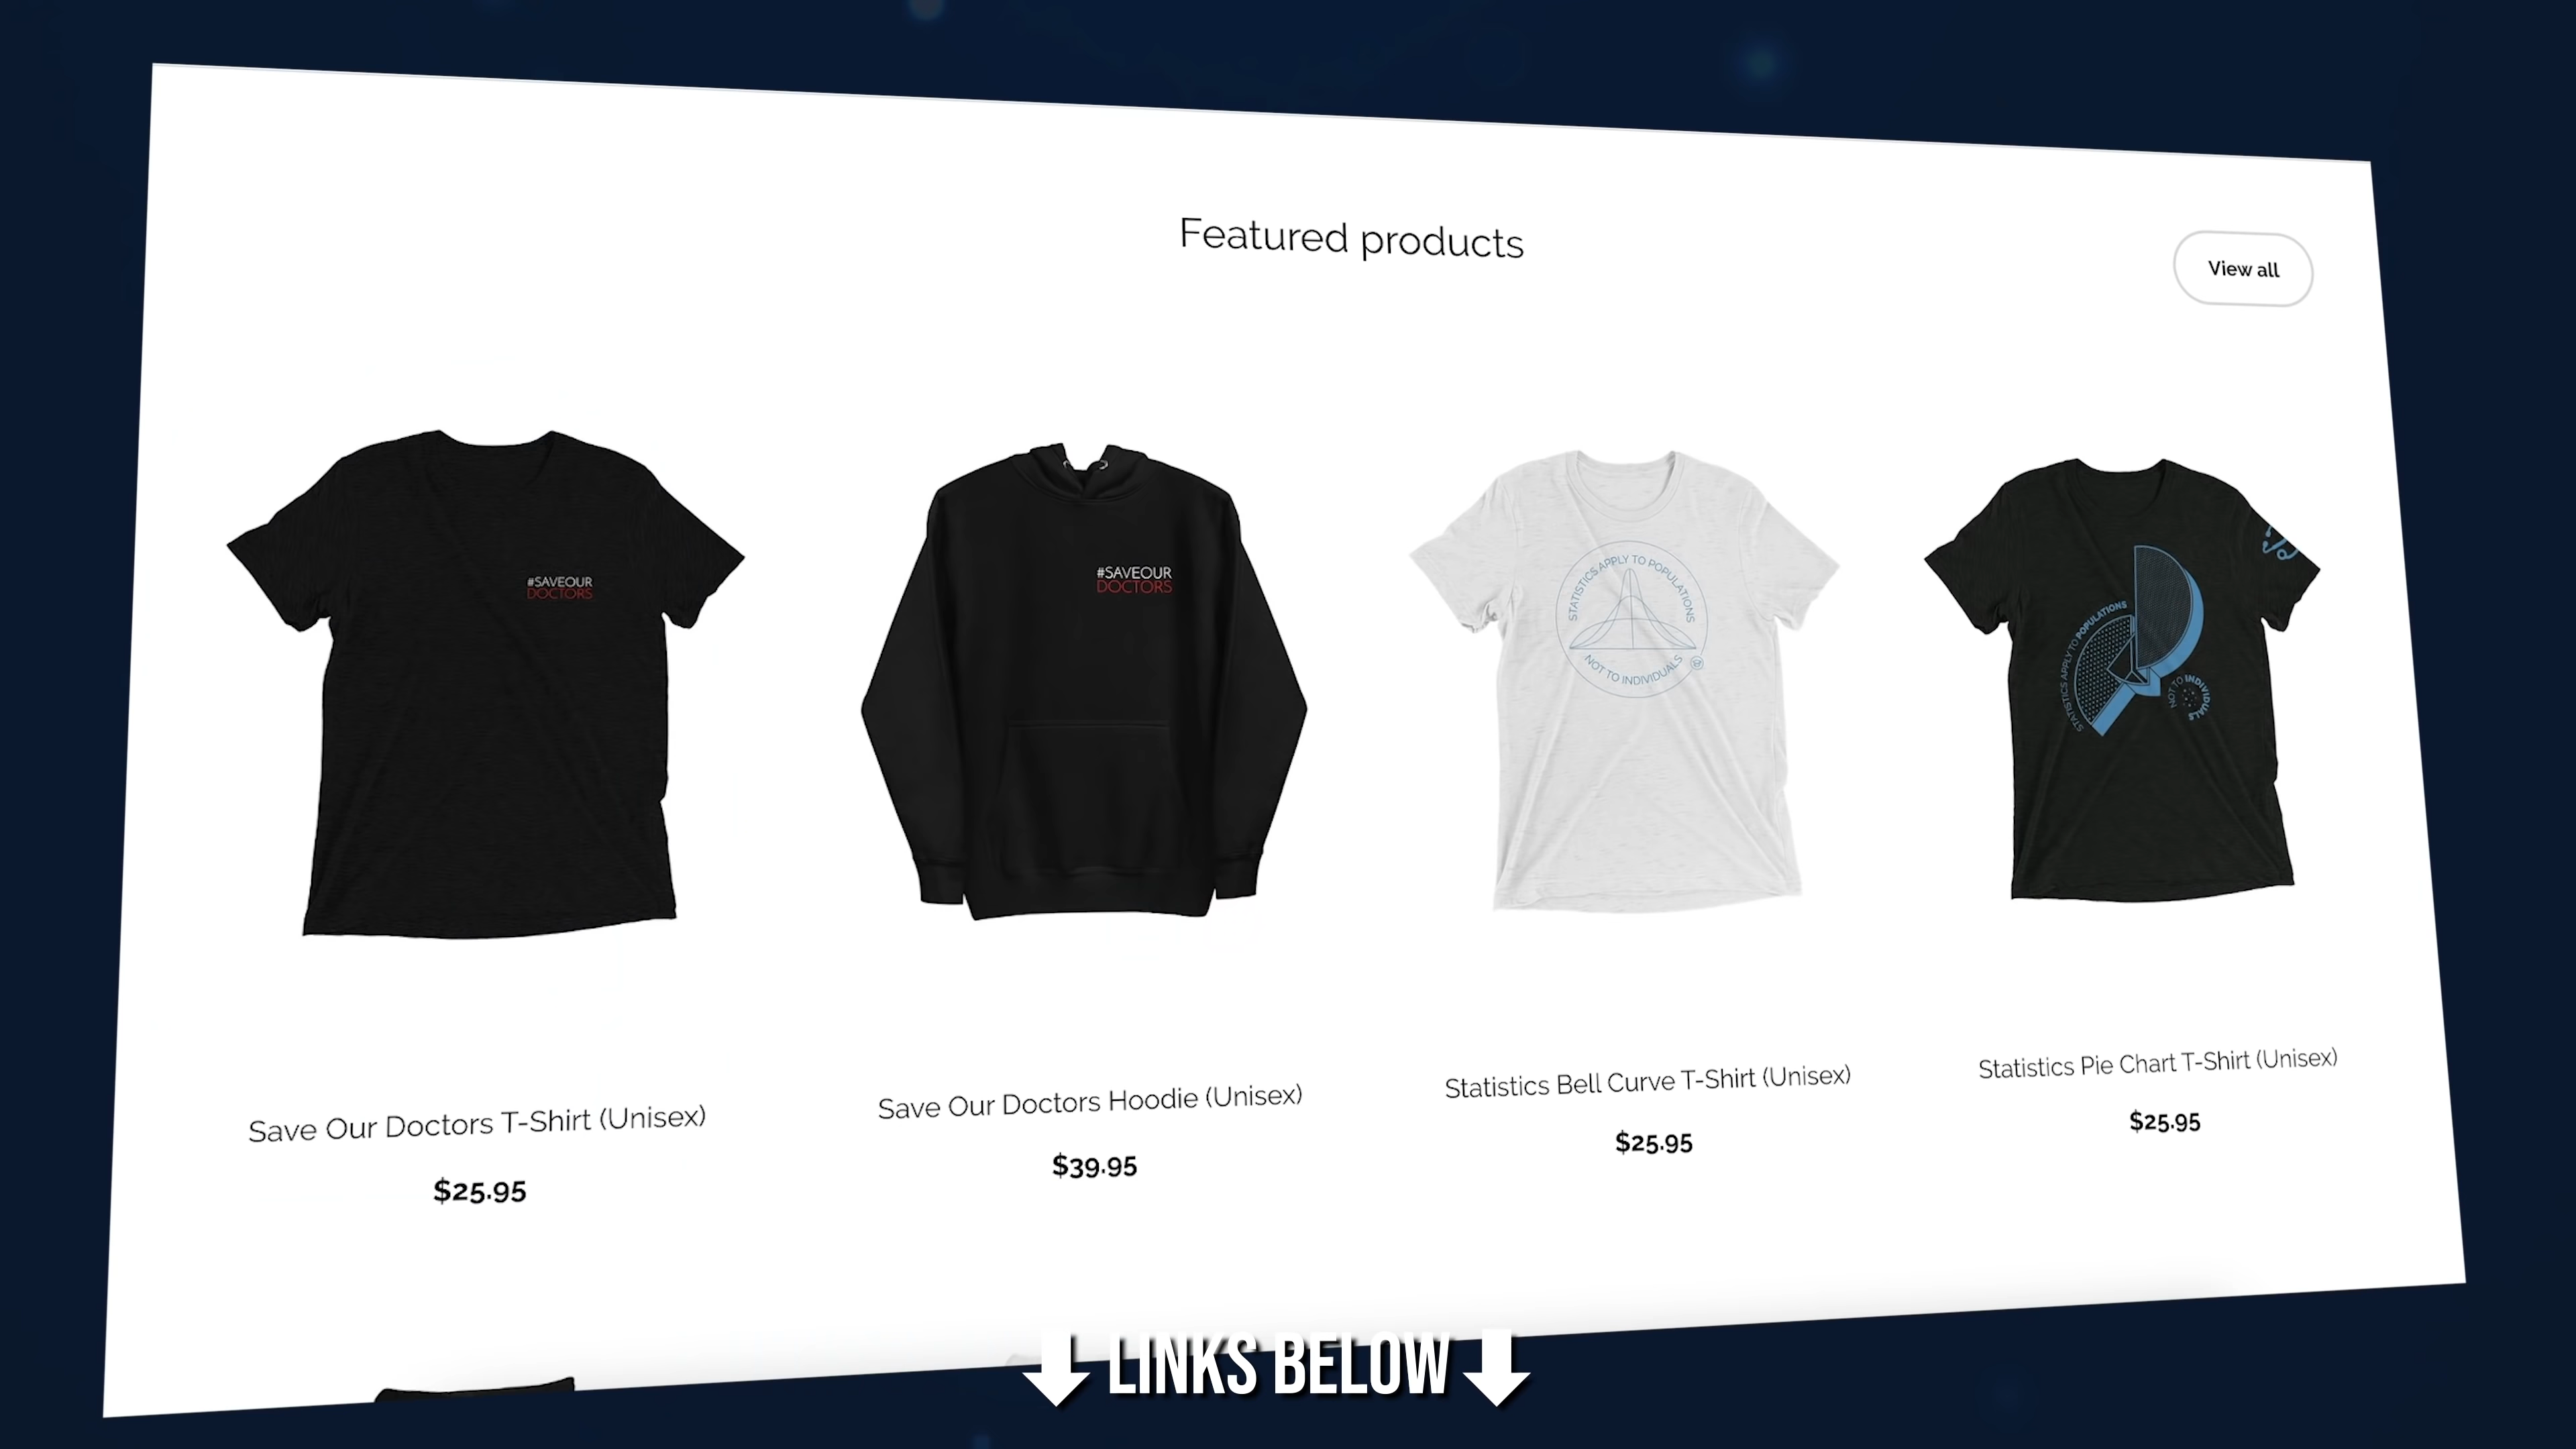 Featured products
View all
#SAVEOUR
DOCTORS
#SAVEOUR
DOCTORS
STATISTICS APPLY TO POPULATIONS
NOT TO INDIVIDUALS
STATISTICS APPLY TO POPULATIONS
NOT TO INDIVIDUALS
Save Our Doctors T-Shirt (Unisex)
$25.95
Save Our Doctors Hoodie (Unisex)
$39.95
Statistics Bell Curve T-Shirt (Unisex)
$25.95
Statistics Pie Chart T-Shirt (Unisex)
$25.95
LINKS BELOW